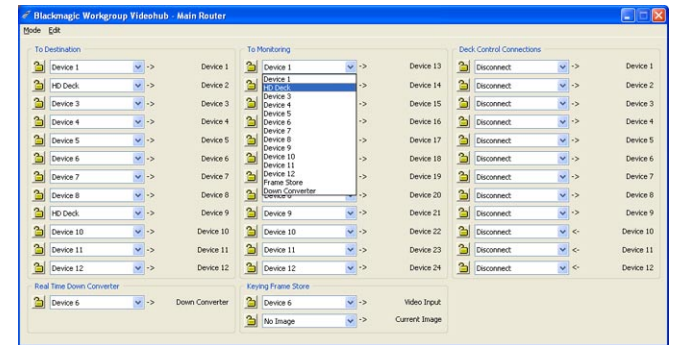 Blackmagic Workgroup Videohub - Main Router
Mode Edit
To Destination
Device 1 -> Device 1
HD Deck -> Device 2
Device 3 -> Device 3
Device 4 -> Device 4
Device 5 -> Device 5
Device 6 -> Device 6
Device 7 -> Device 7
Device 8 -> Device 8
HD Deck -> Device 9
Device 10 -> Device 10
Device 11 -> Device 11
Device 12 -> Device 12
To Monitoring
Device 1 -> Device 13
Device 1
HD Deck
Device 3
Device 4
Device 5
Device 6
Device 7
Device 8
Device 9
Device 10
Device 11
Device 12
Frame Store
Down Converter
-> Device 14
-> Device 15
-> Device 16
-> Device 17
-> Device 18
-> Device 19
-> Device 20
Device 9 -> Device 21
Device 10 -> Device 22
Device 11 -> Device 23
Device 12 -> Device 24
Deck Control Connections
Disconnect -> Device 1
Disconnect -> Device 2
Disconnect -> Device 3
Disconnect -> Device 4
Disconnect -> Device 5
Disconnect -> Device 6
Disconnect -> Device 7
Disconnect -> Device 8
Disconnect -> Device 9
Disconnect <- Device 10
Disconnect <- Device 11
Disconnect <- Device 12
Real Time Down Converter
Device 6 -> Down Converter
Keying Frame Store
Device 6 -> Video Input
No Image -> Current Image